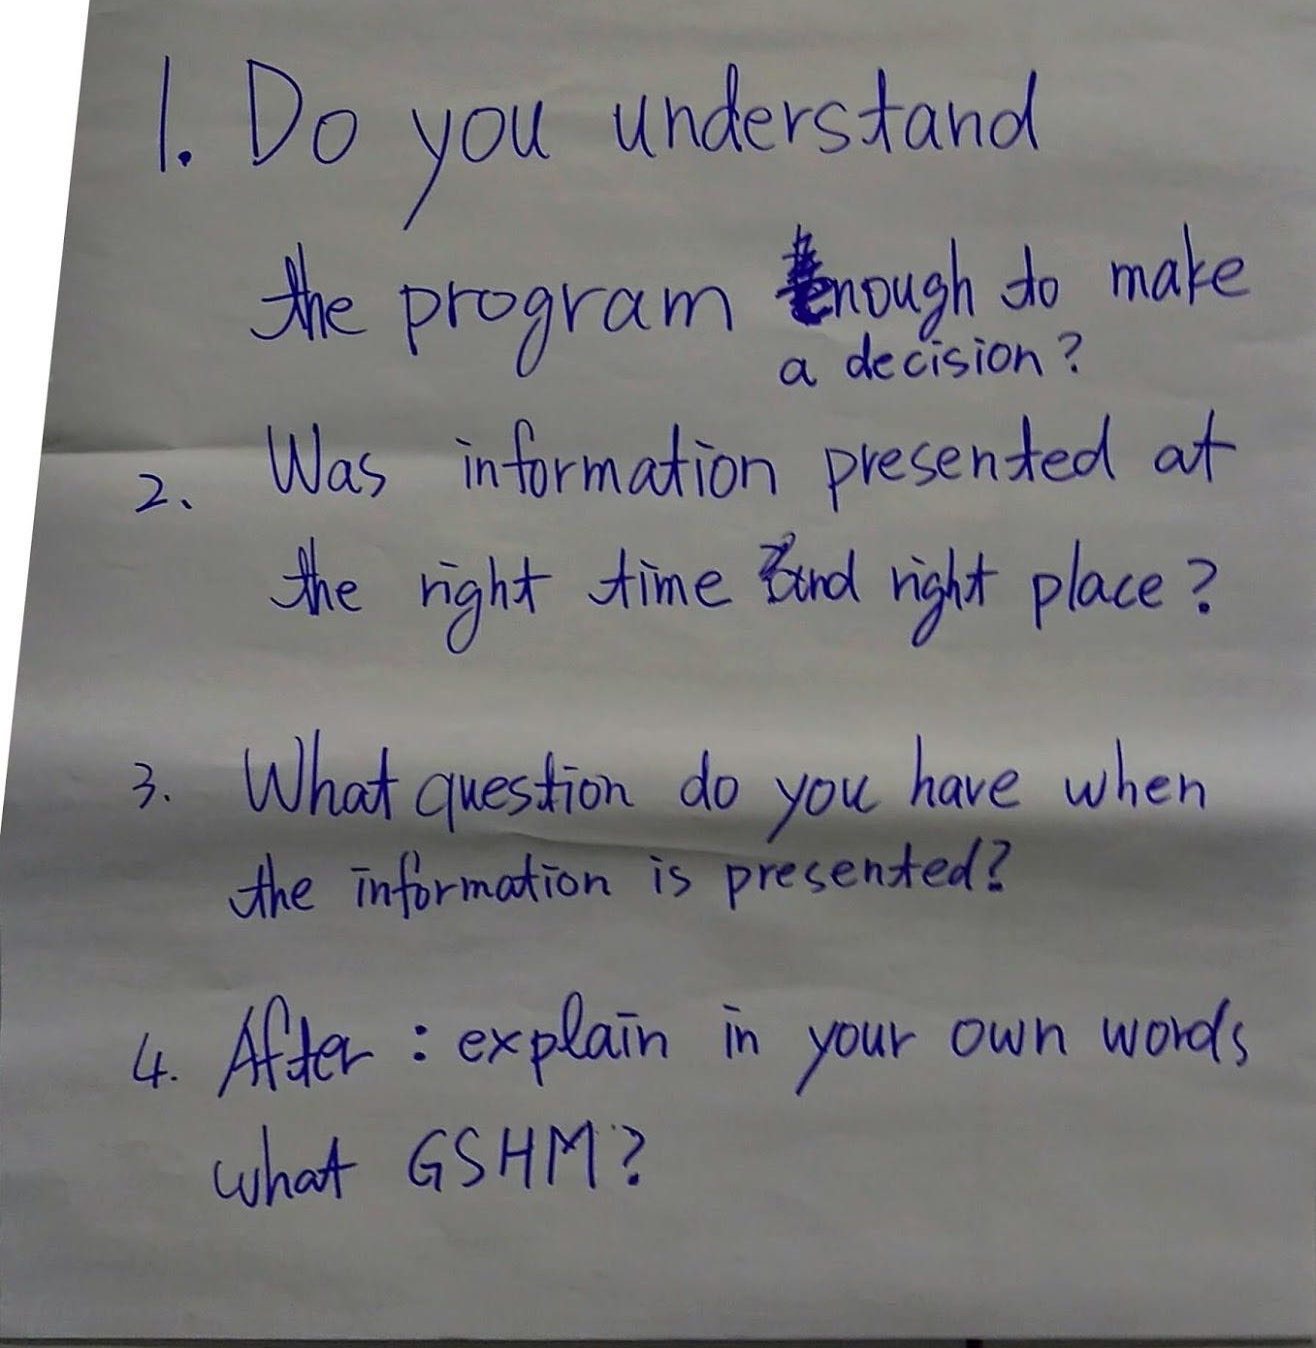 1. Do you understand
the program enough to make
a decision?
2. Was information presented at
the right time and right place?
3. What question do you have when
the information is presented?
4. After : explain in your own words
what GSHM?